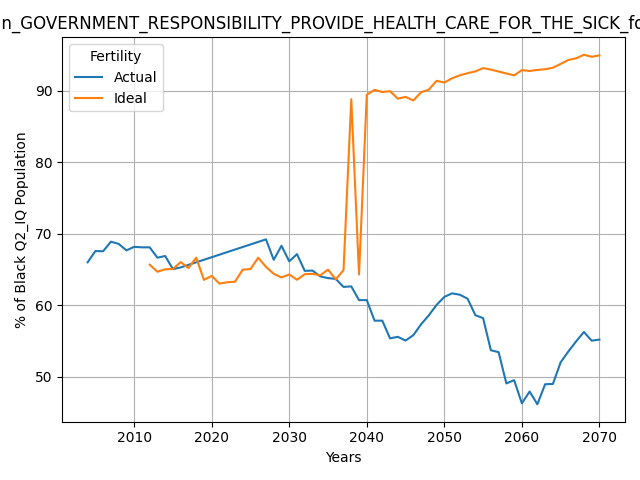 n_GOVERNMENT_RESPONSIBILITY_PROVIDE_HEALTH_CARE_FOR_THE_SICK_fo
Fertility
Actual
Ideal
% of Black Q2_IQ Population
90
80
70
60
50
2010 2020 2030 2040 2050 2060 2070
Years